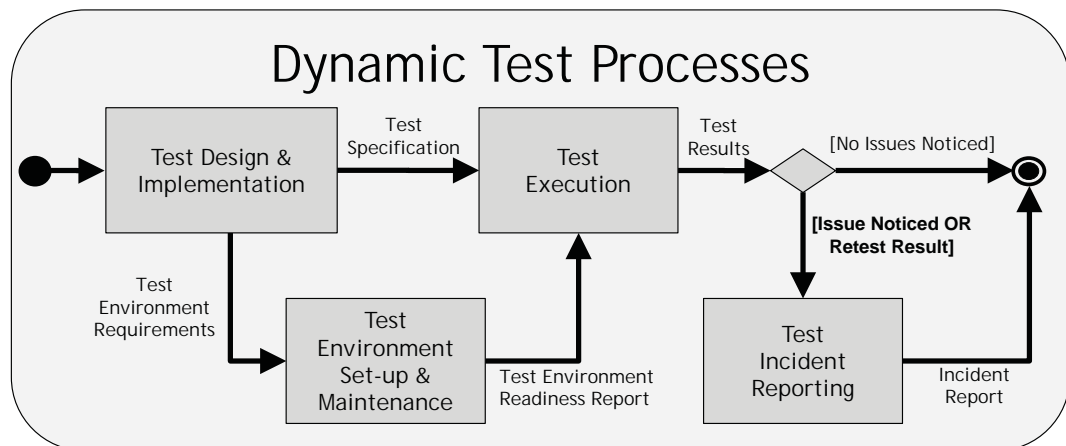 Dynamic Test Processes
Test Design &
Implementation
Test
Specification
Test
Execution
Test
Results
[No Issues Noticed]
[Issue Noticed OR
Retest Result]
Test
Environment
Requirements
Test
Environment
Set-up &
Maintenance
Test Environment
Readiness Report
Test
Incident
Reporting
Incident
Report